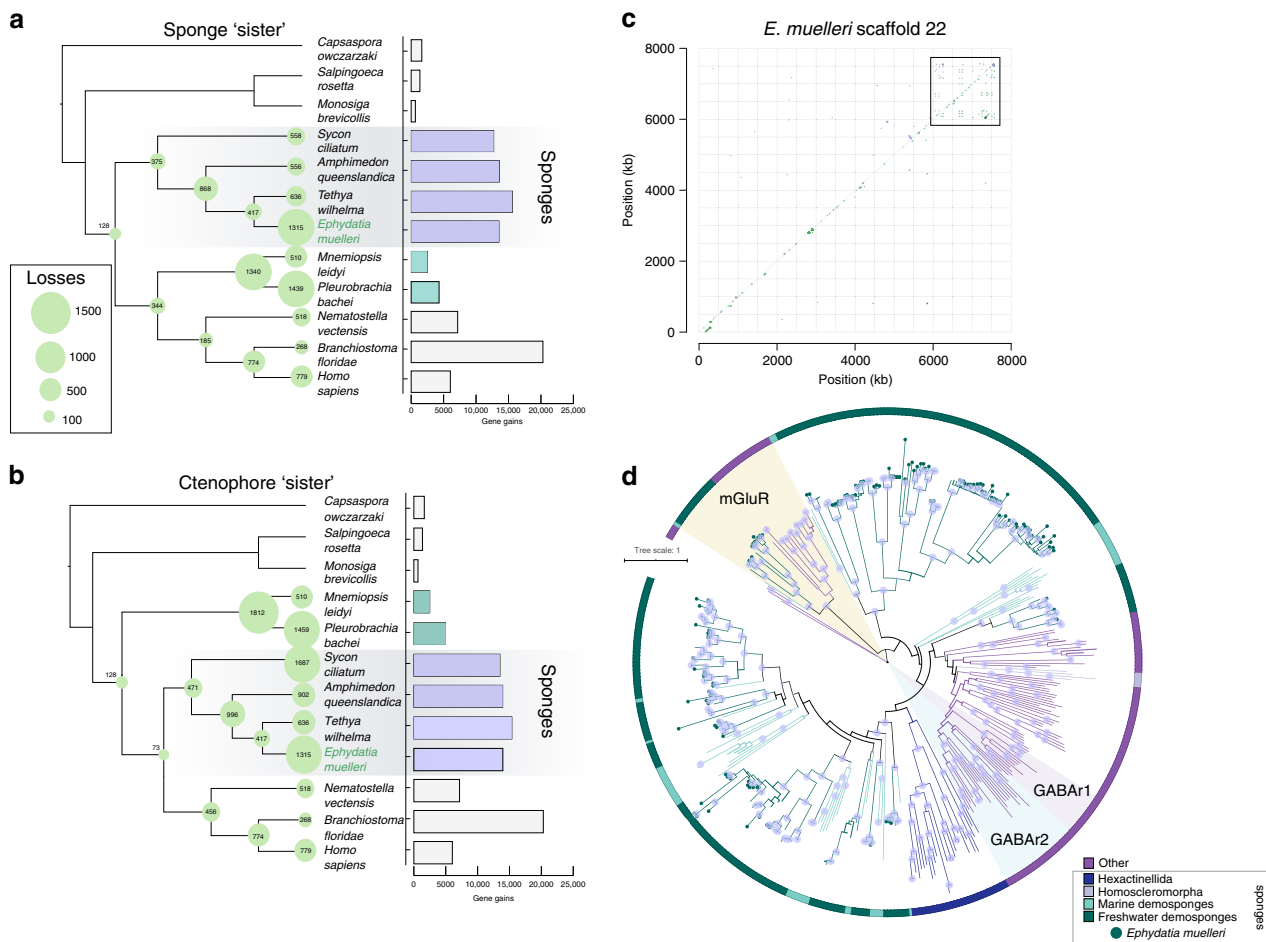 a
Sponge ‘sister’
Capsaspora
owczarzaki
Salpingoeca
rosetta
Monosiga
brevicollis
558
Sycon
ciliatum
375
556
Amphimedon
queenslandica
868
636
Tethya
wilhelma
417
1315
Ephydatia
muelleri
Sponges
128
510
Mnemiopsis
leidyi
1340
1439
Pleurobrachia
bachei
344
518
Nematostella
vectensis
185
268
Branchiostoma
floridae
774
779
Homo
sapiens
Losses
1500
1000
500
100
0 5000 10,000 15,000 20,000 25,000
Gene gains
b
Ctenophore ‘sister’
Capsaspora
owczarzaki
Salpingoeca
rosetta
Monosiga
brevicollis
510
Mnemiopsis
leidyi
1812
1459
Pleurobrachia
bachei
128
1687
Sycon
ciliatum
471
902
Amphimedon
queenslandica
996
636
Tethya
wilhelma
417
1315
Ephydatia
muelleri
Sponges
73
518
Nematostella
vectensis
456
268
Branchiostoma
floridae
774
779
Homo
sapiens
0 5000 10,000 15,000 20,000 25,000
Gene gains
c
E. muelleri scaffold 22
8000
6000
4000
2000
0
Position (kb)
0 2000 4000 6000 8000
Position (kb)
d
mGluR
Tree scale: 1
GABAr1
GABAr2
Other
Hexactinellida
Homoscleromorpha
Marine demosponges
Freshwater demosponges
Ephydatia muelleri
sponges